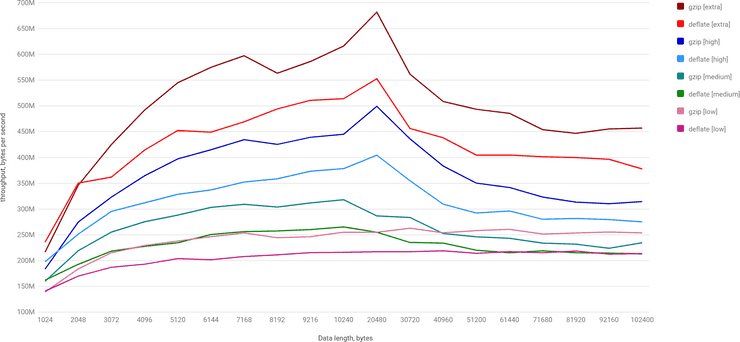 700M
650M
600M
550M
500M
450M
400M
350M
300M
250M
200M
150M
100M
throughput, bytes per second
1024 2048 3072 4096 5120 6144 7168 8192 9216 10240 20480 30720 40960 51200 61440 71680 81920 92160 102400
Data length, bytes
gzip [extra]
deflate [extra]
gzip [high]
deflate [high]
gzip [medium]
deflate [medium]
gzip [low]
deflate [low]